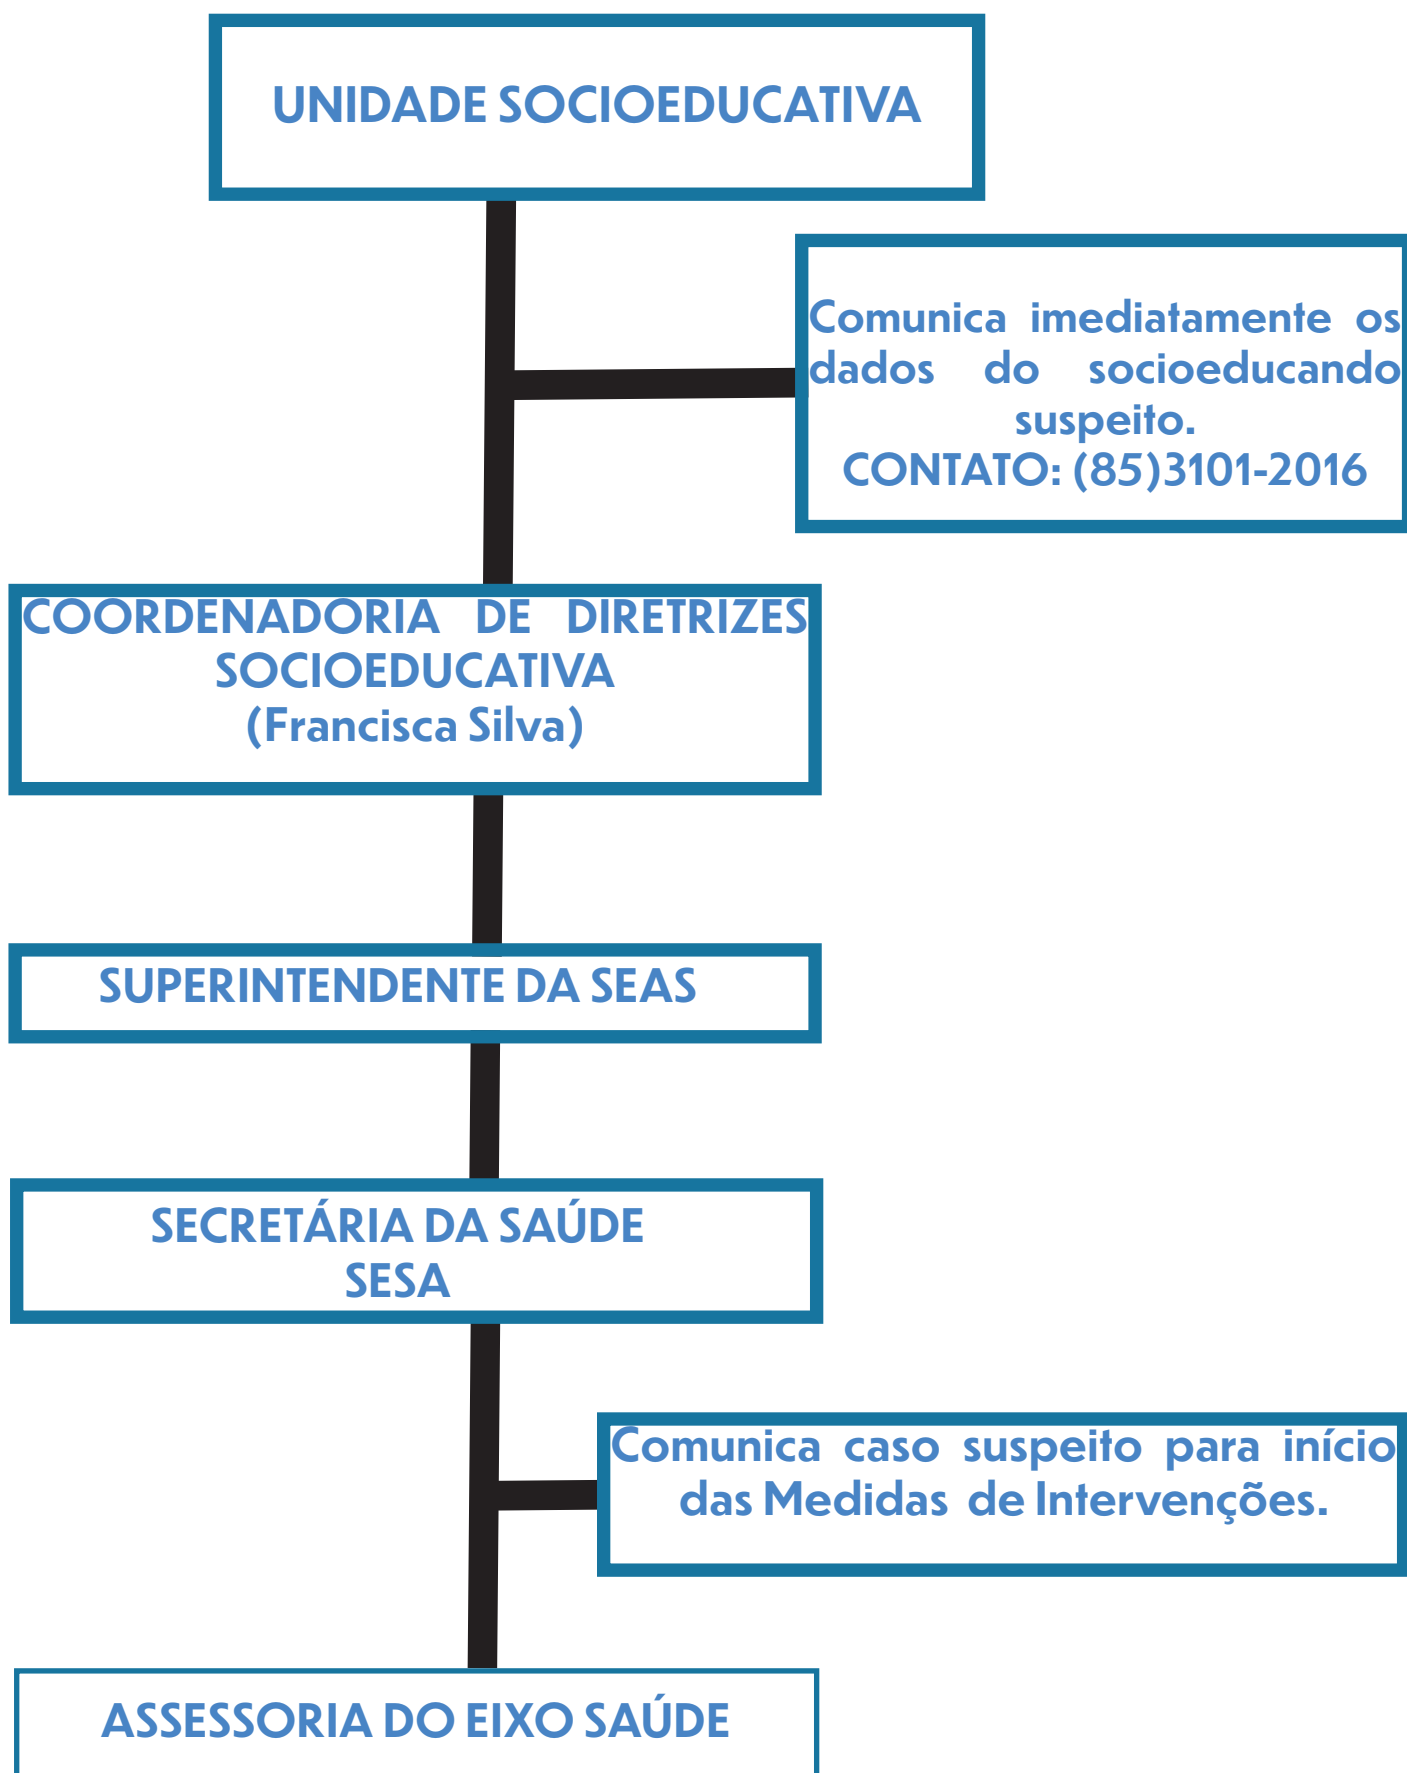 UNIDADE SOCIOEDUCATIVA
Comunica imediatamente os
dados do socioeducando
suspeito.
CONTATO: (85)3101-2016
COORDENADORIA DE DIRETRIZES
SOCIOEDUCATIVA
(Francisca Silva)
SUPERINTENDENTE DA SEAS
SECRETÁRIA DA SAÚDE
SESA
Comunica caso suspeito para início
das Medidas de Intervenções.
ASSESSORIA DO EIXO SAÚDE